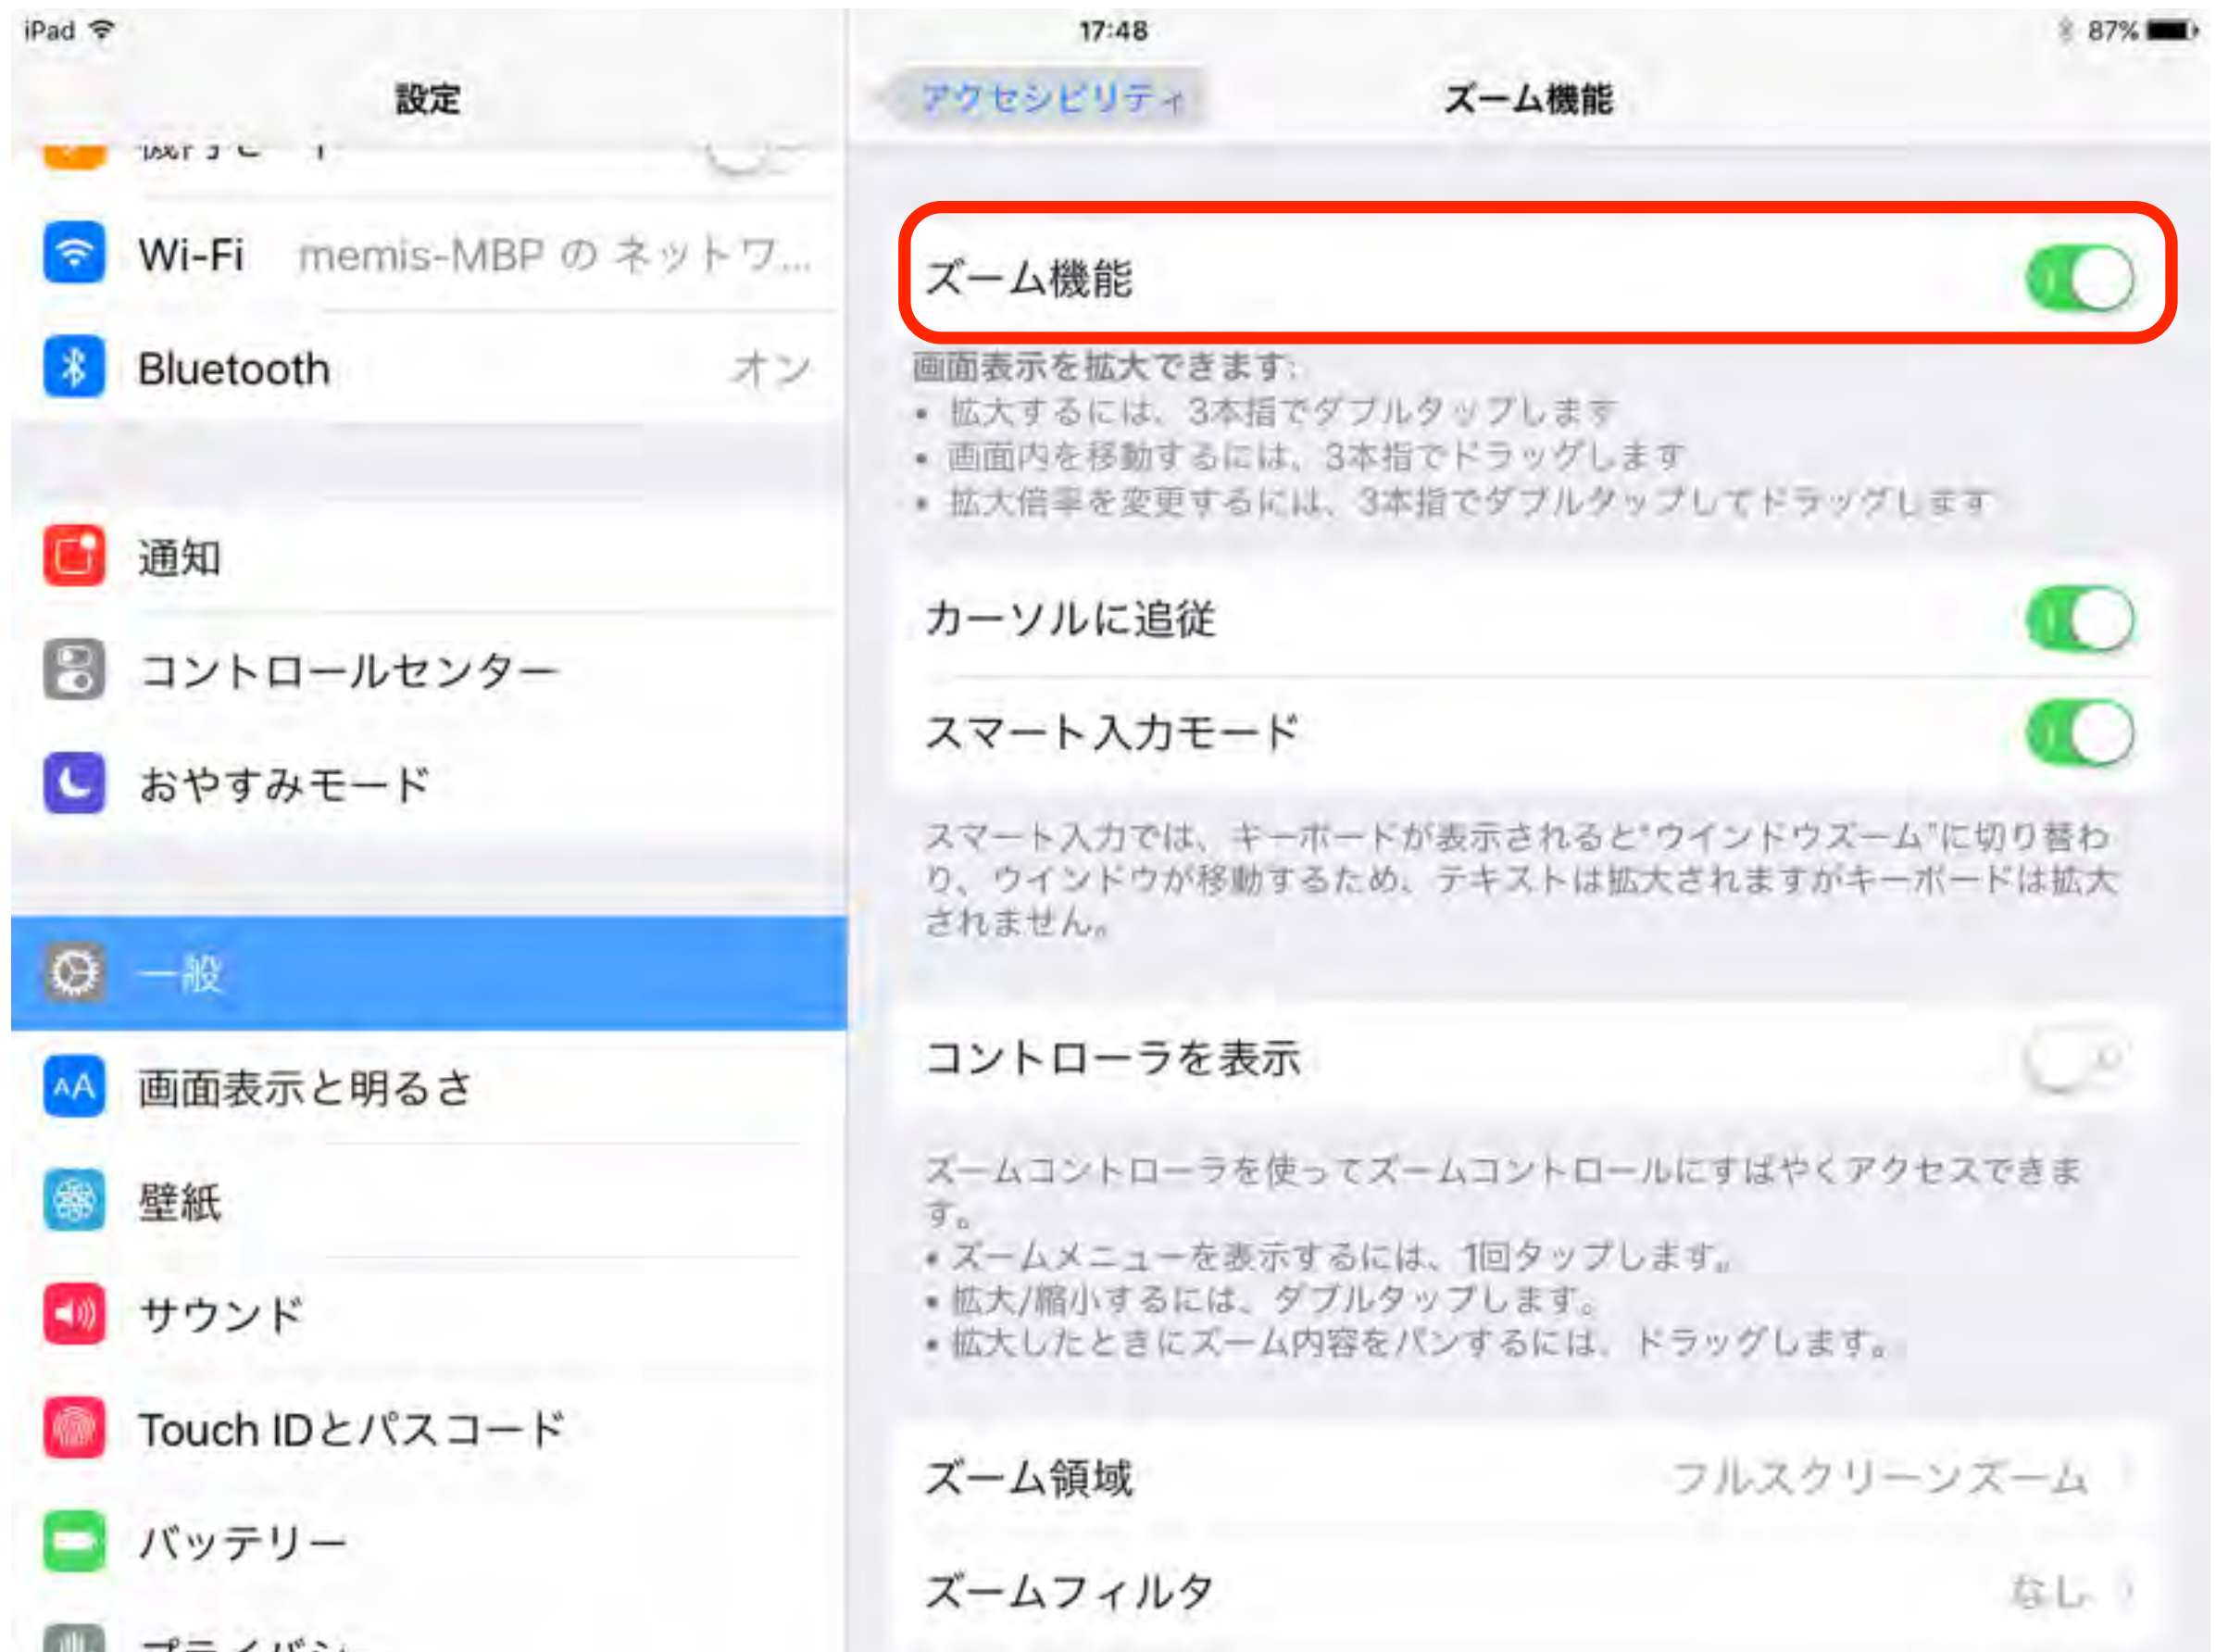 iPad
17:48
87%
設定
アクセシビリティ
ズーム機能
Wi-Fi memis-MBP の ネットワ...
Bluetooth オン
通知
コントロールセンター
おやすみモード
一般
画面表示と明るさ
壁紙
サウンド
Touch IDとパスコード
バッテリー
ズーム機能
画面表示を拡大できます:
• 拡大するには、3本指でダブルタップします
• 画面内を移動するには、3本指でドラッグします
• 拡大倍率を変更するには、3本指でダブルタップしてドラッグします
カーソルに追従
スマート入力モード
スマート入力では、キーボードが表示されると"ウインドウズーム"に切り替わ
り、ウインドウが移動するため、テキストは拡大されますがキーボードは拡大
されません。
コントローラを表示
ズームコントローラを使ってズームコントロールにすばやくアクセスできま
す。
• ズームメニューを表示するには、1回タップします。
• 拡大/縮小するには、ダブルタップします。
• 拡大したときにズーム内容をパンするには、ドラッグします。
ズーム領域 フルスクリーンズーム
ズームフィルタ なし